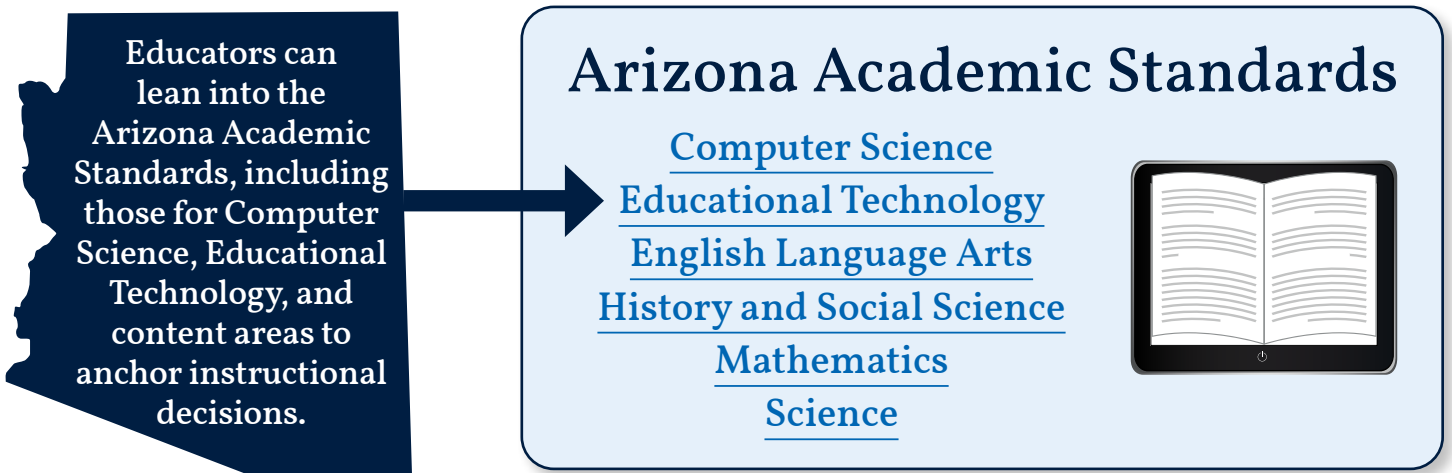 Educators can
lean into the
Arizona Academic
Standards, including
those for Computer
Science, Educational
Technology, and
content areas to
anchor instructional
decisions.
Arizona Academic Standards
Computer Science
Educational Technology
English Language Arts
History and Social Science
Mathematics
Science